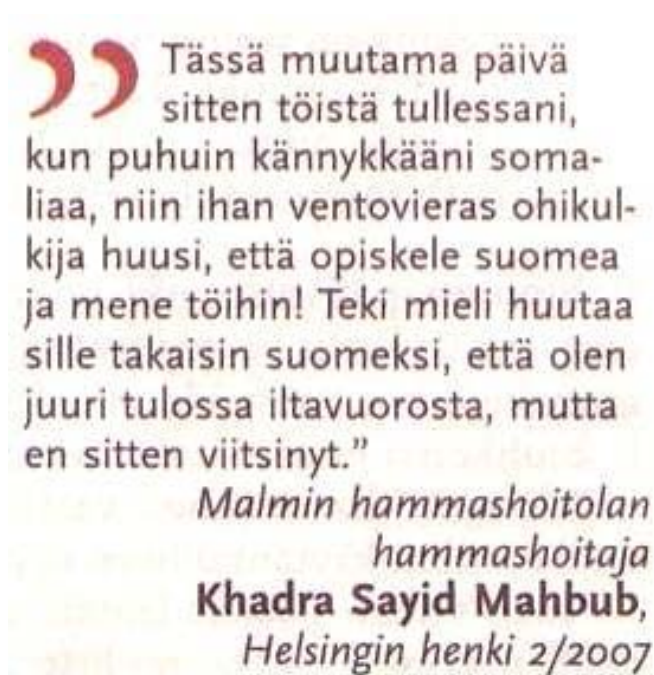 ”Tässä muutama päivä
sitten töistä tullessani,
kun puhuin kännykkääni soma-
liaa, niin ihan ventovieras ohikul-
kija huusi, että opiskele suomea
ja mene töihin! Teki mieli huutaa
sille takaisin suomeksi, että olen
juuri tulossa iltavuorosta, mutta
en sitten viitsinyt.”
Malmin hammashoitolan
hammashoitaja
Khadra Sayid Mahbub,
Helsingin henki 2/2007